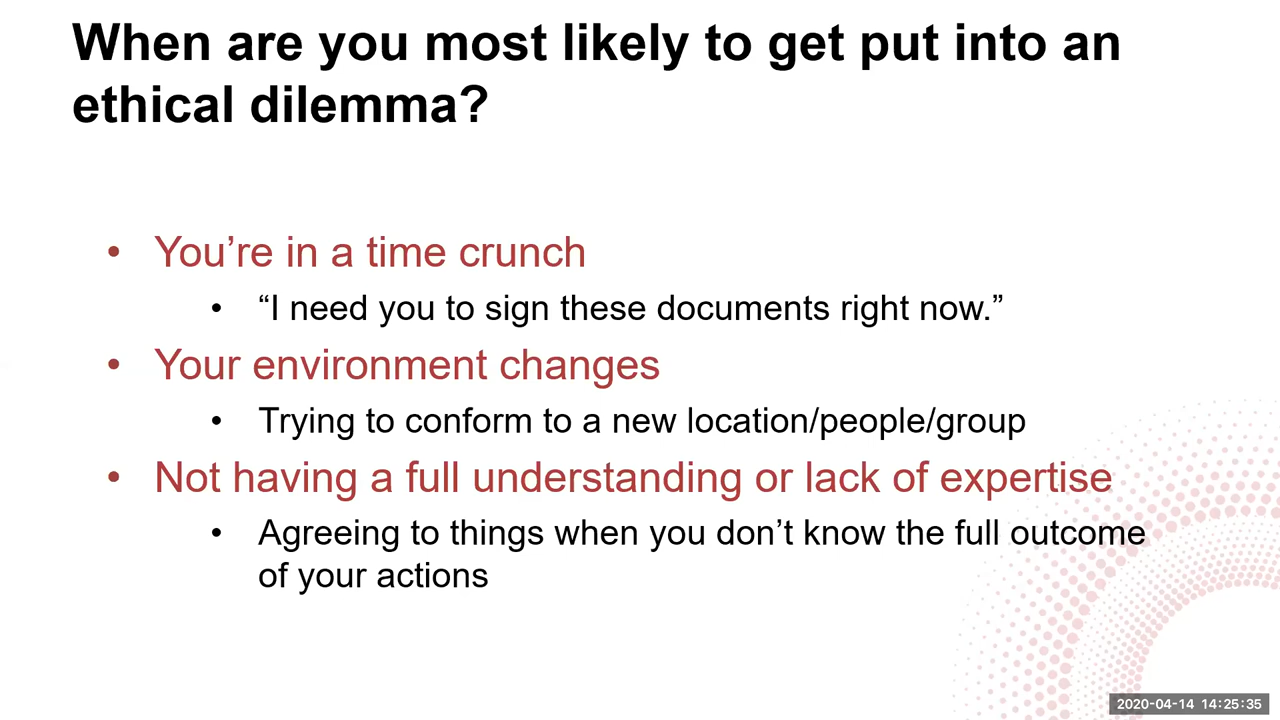 When are you most likely to get put into an
ethical dilemma?
• You’re in a time crunch
• “I need you to sign these documents right now.”
• Your environment changes
• Trying to conform to a new location/people/group
• Not having a full understanding or lack of expertise
• Agreeing to things when you don’t know the full outcome
of your actions
2020-04-14 14:25:35